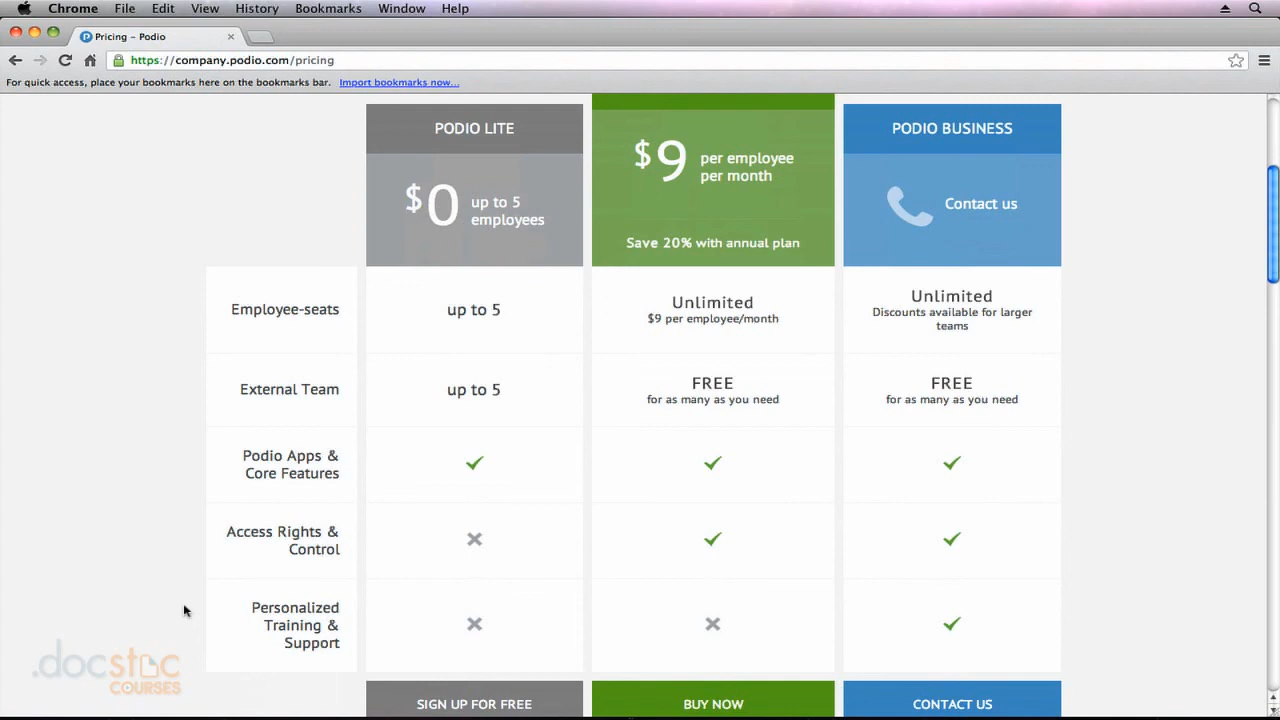 Chrome File Edit View History Bookmarks Window Help
Pricing – Podio
https://company.podio.com/pricing
For quick access, place your bookmarks here on the bookmarks bar. Import bookmarks now...
PODIO LITE
$0 up to 5
employees
$9 per employee
per month
Save 20% with annual plan
PODIO BUSINESS
Contact us
Employee-seats
up to 5
Unlimited
$9 per employee/month
Unlimited
Discounts available for larger
teams
External Team
up to 5
FREE
for as many as you need
FREE
for as many as you need
Podio Apps &
Core Features
Access Rights &
Control
Personalized
Training &
Support
SIGN UP FOR FREE
BUY NOW
CONTACT US
.docstoc
COURSES